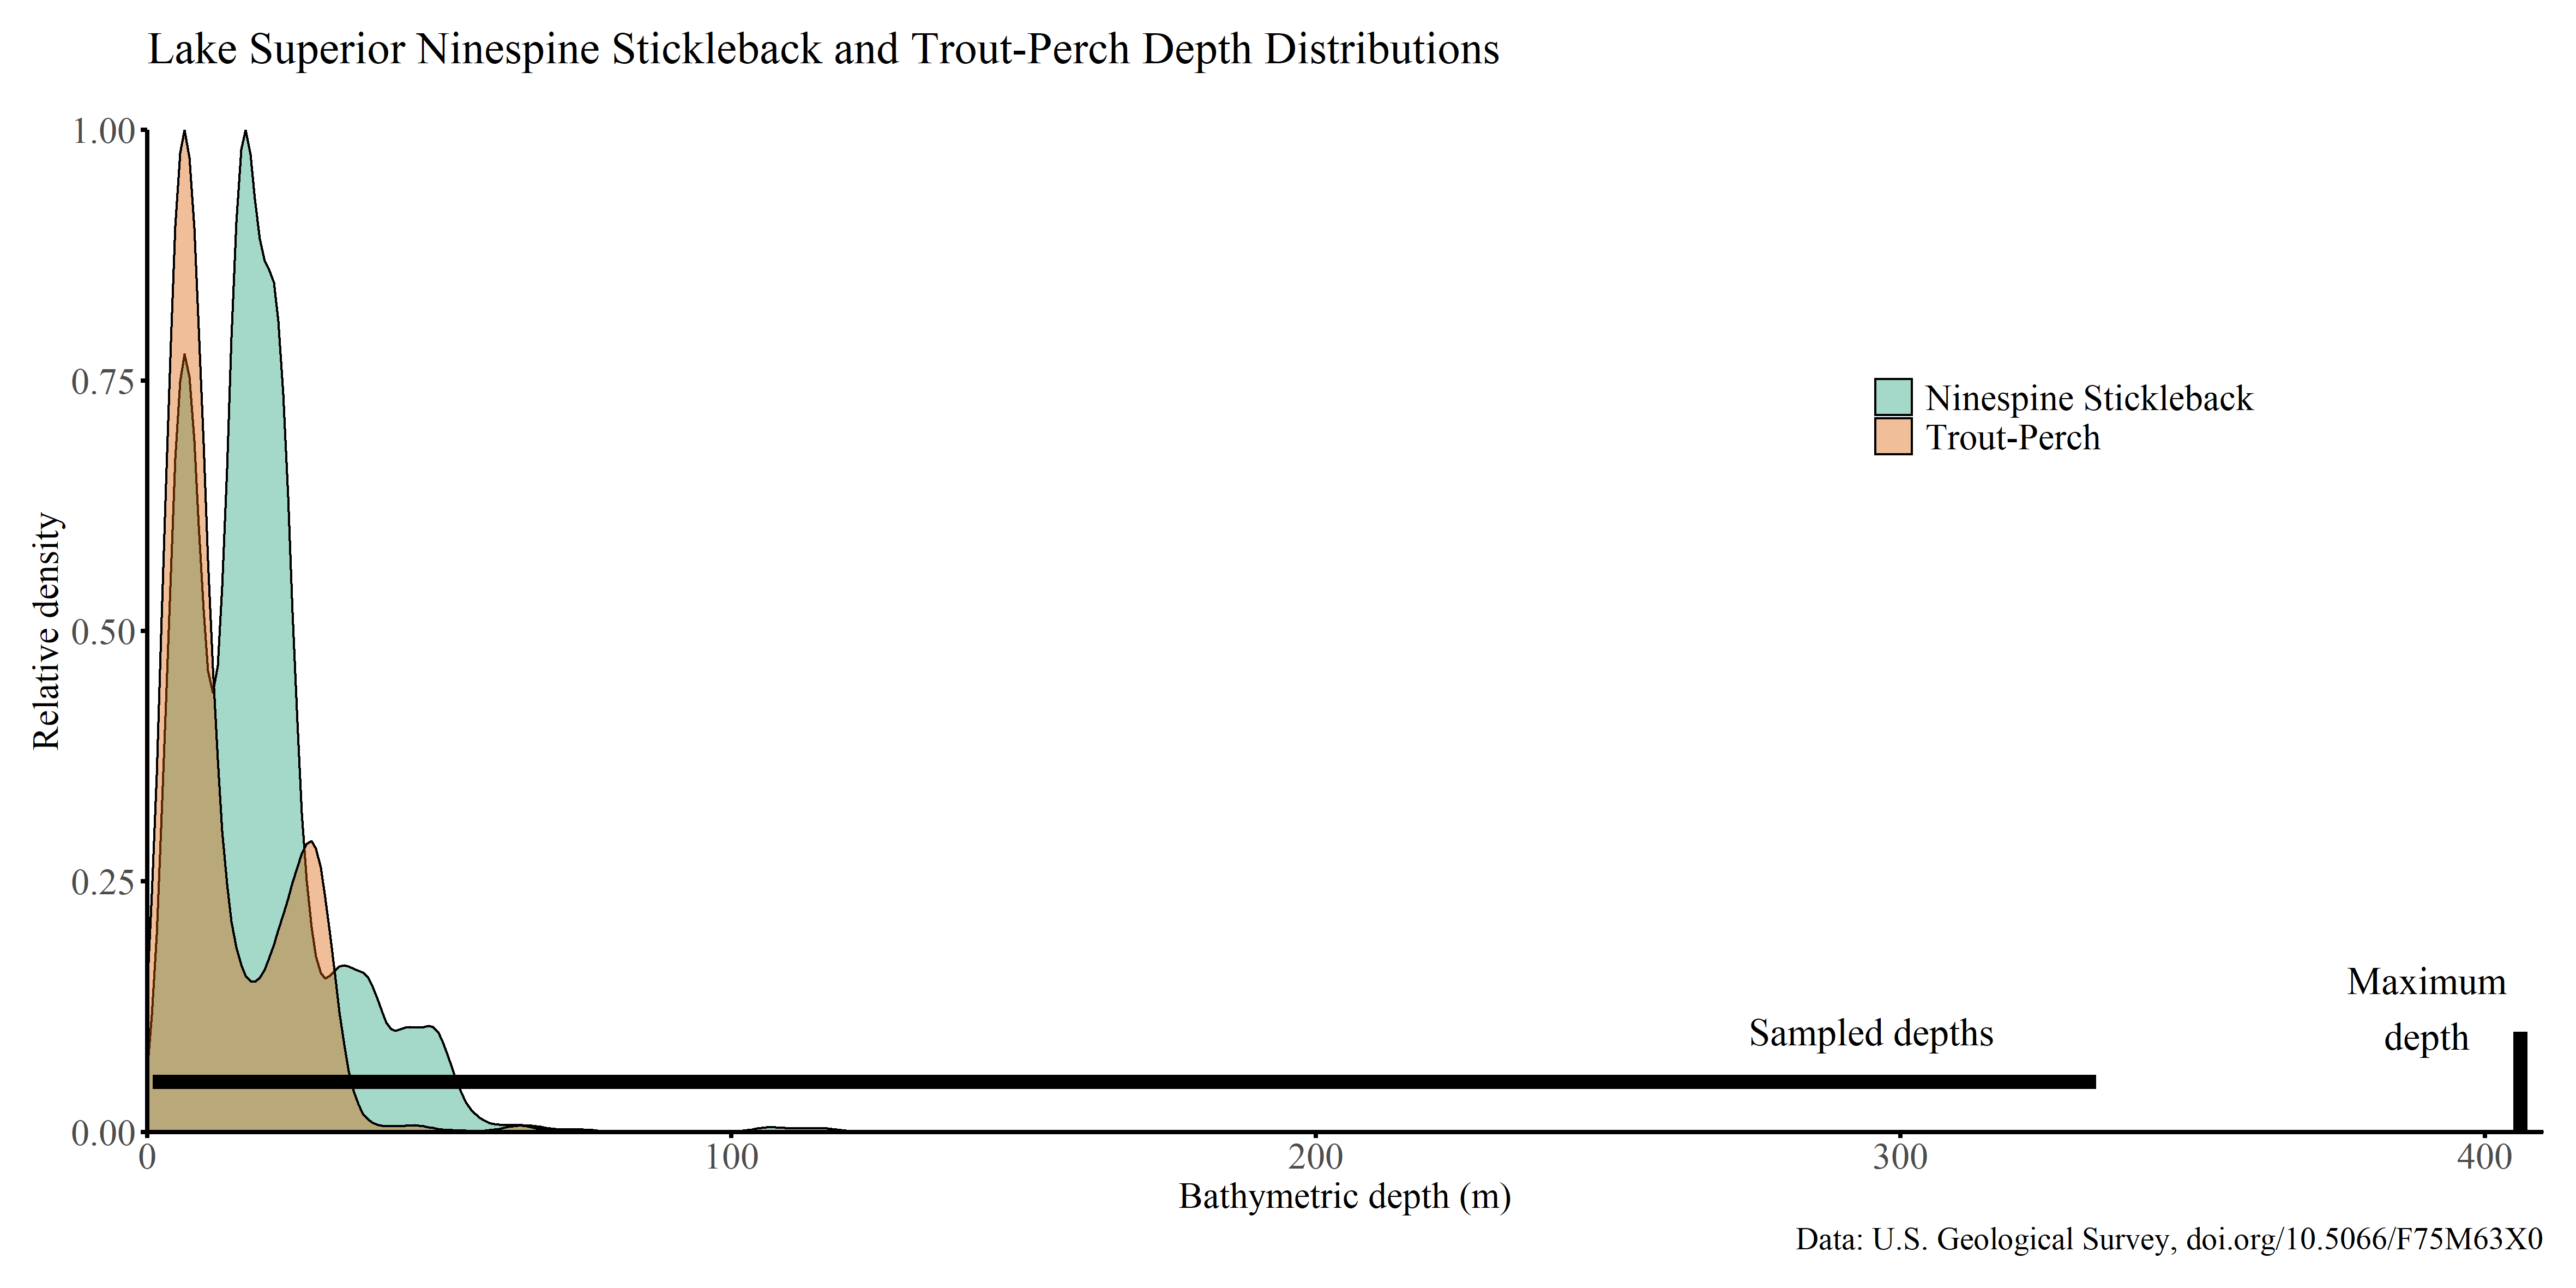 Lake Superior Ninespine Stickleback and Trout-Perch Depth Distributions
1.00
0.75
0.50
0.25
0.00
Relative density
Ninespine Stickleback
Trout-Perch
Sampled depths
Maximum
depth
0
100
200
300
400
Bathymetric depth (m)
Data: U.S. Geological Survey, doi.org/10.5066/F75M63X0